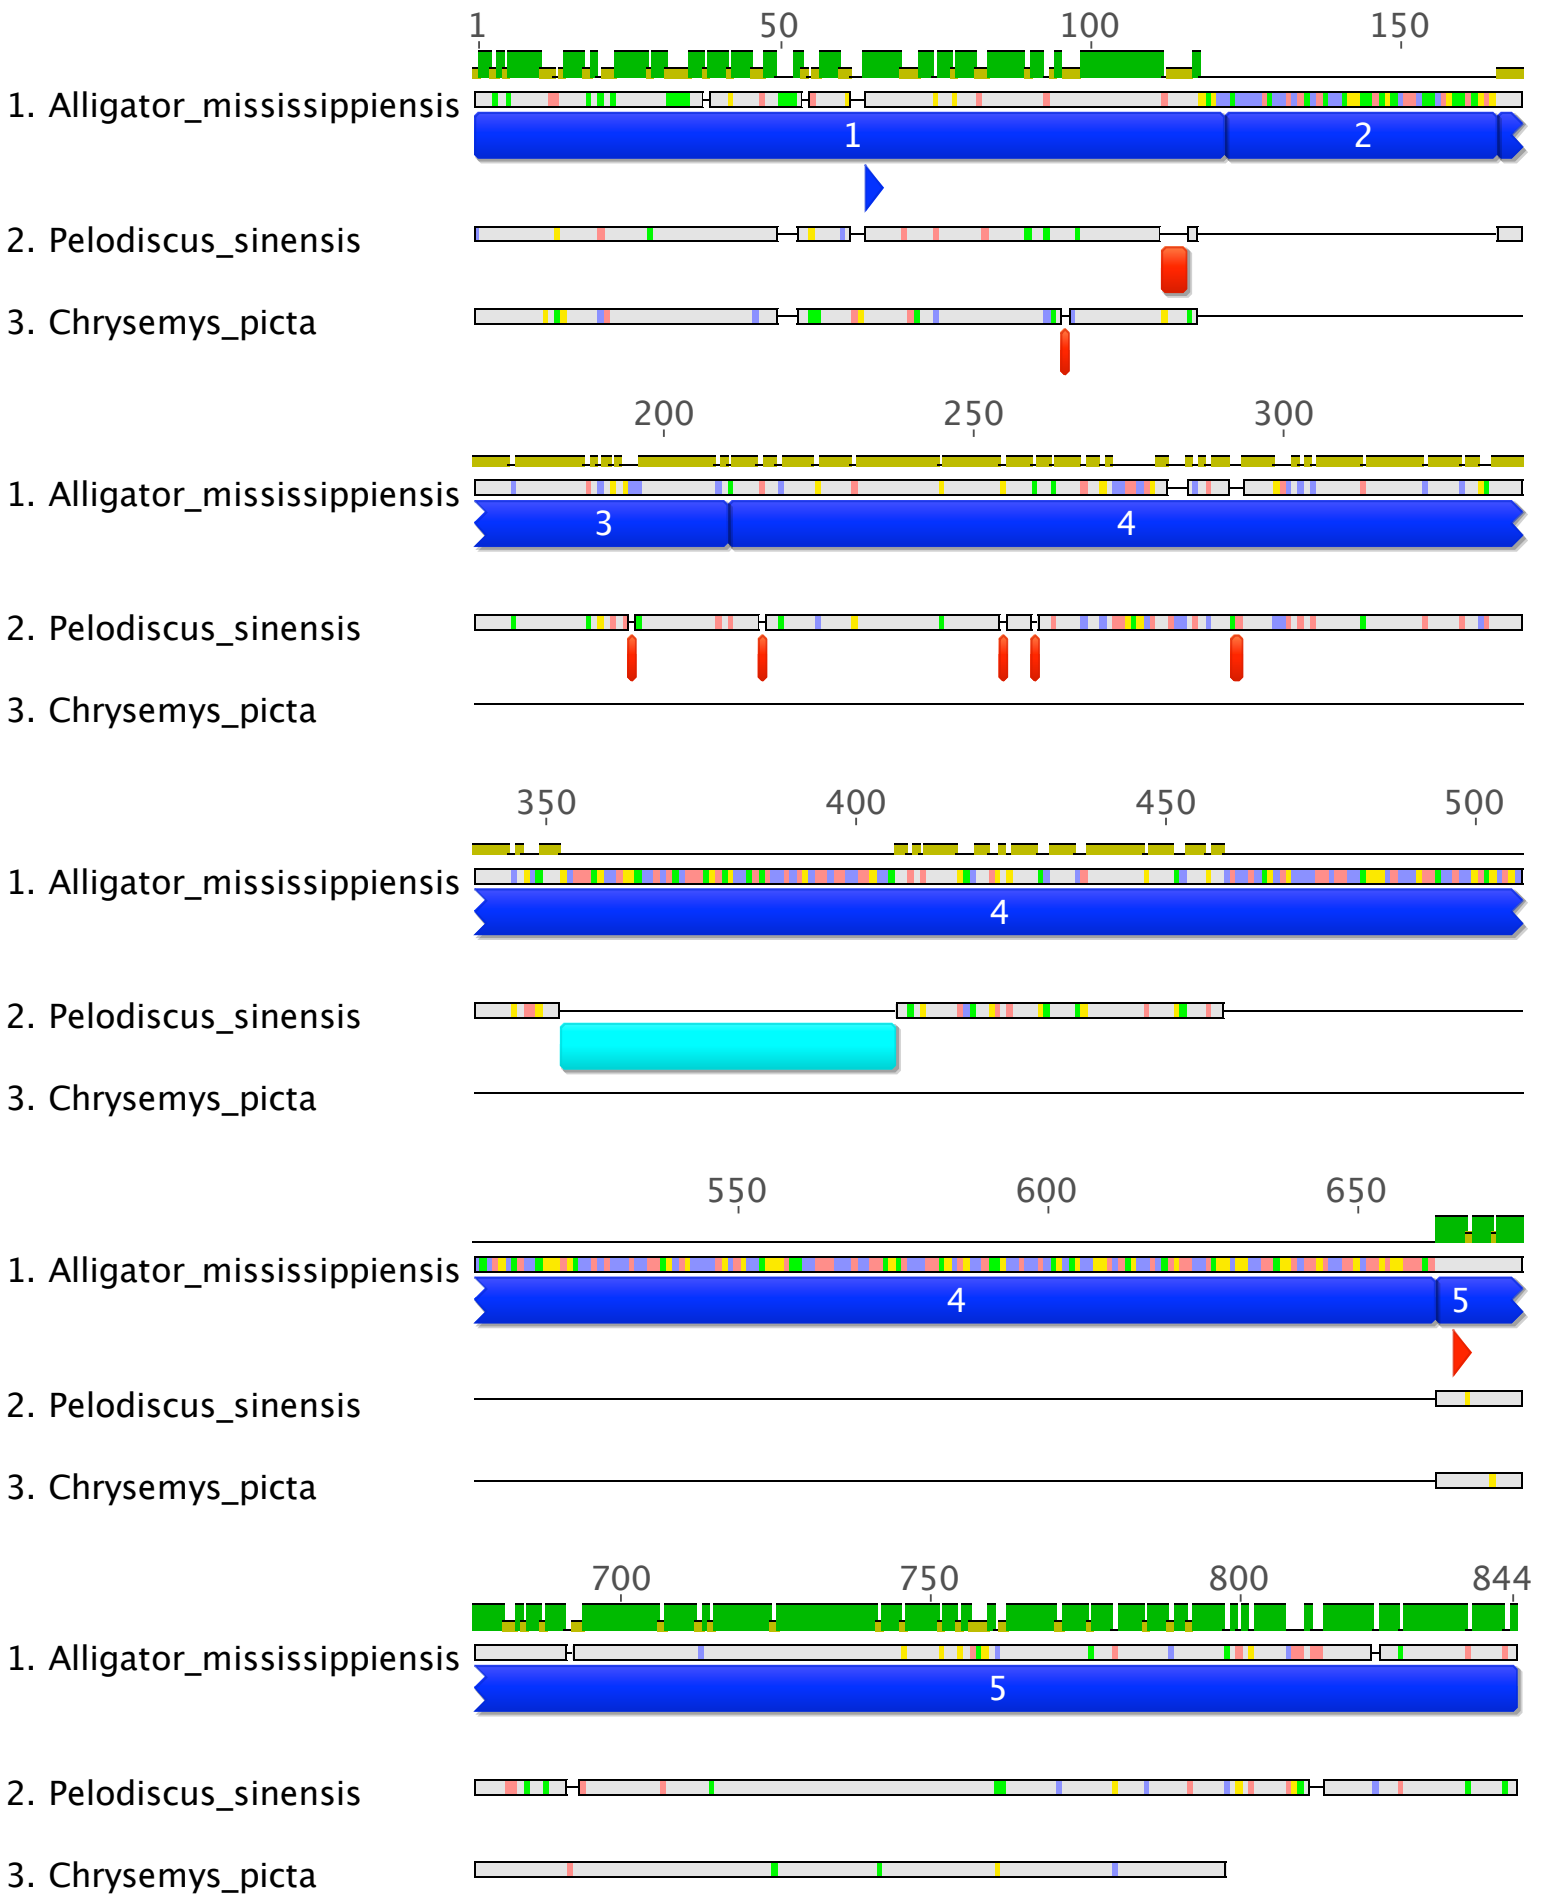 1 50 100 150
1. Alligator_mississippiensis
1 2
2. Pelodiscus_sinensis
3. Chrysemys_picta
200 250 300
1. Alligator_mississippiensis
3 4
2. Pelodiscus_sinensis
3. Chrysemys_picta
350 400 450 500
1. Alligator_mississippiensis
4
2. Pelodiscus_sinensis
3. Chrysemys_picta
550 600 650
1. Alligator_mississippiensis
4 5
2. Pelodiscus_sinensis
3. Chrysemys_picta
700 750 800 844
1. Alligator_mississippiensis
5
2. Pelodiscus_sinensis
3. Chrysemys_picta